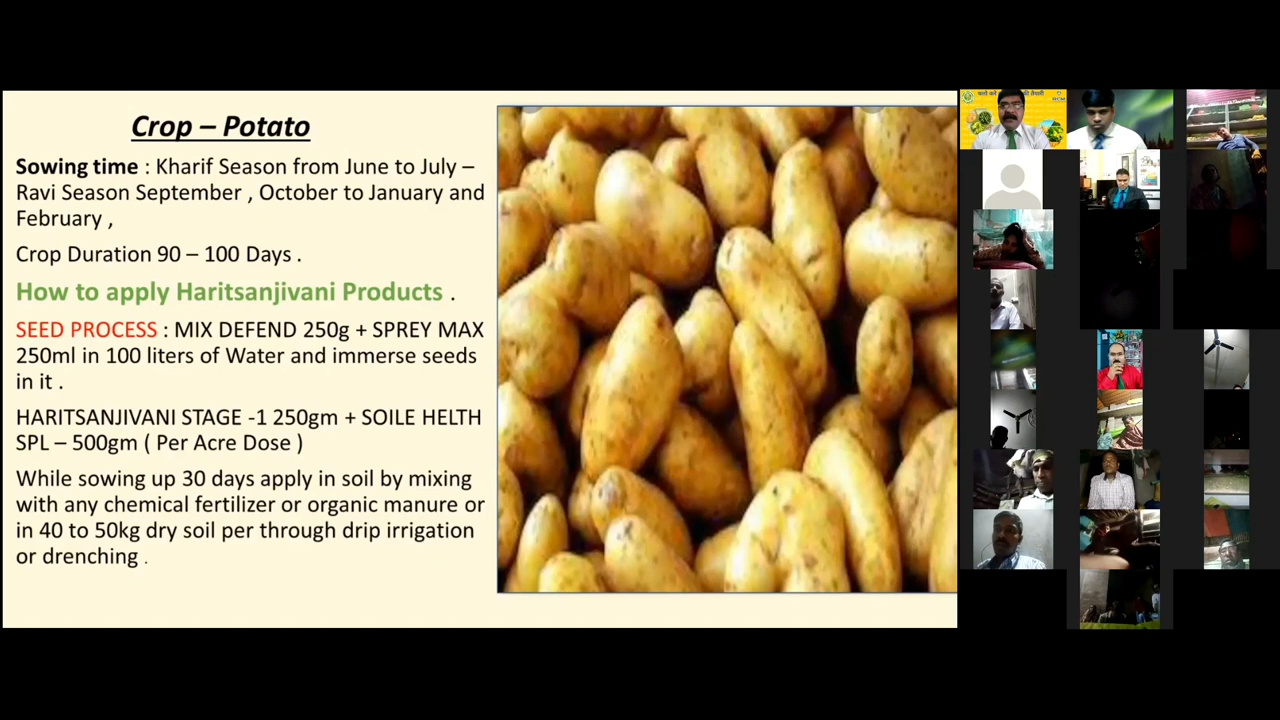 Crop – Potato
Sowing time : Kharif Season from June to July –
Ravi Season September , October to January and
February ,
Crop Duration 90 – 100 Days .
How to apply Haritsanjivani Products .
SEED PROCESS : MIX DEFEND 250g + SPREY MAX
250ml in 100 liters of Water and immerse seeds
in it .
HARITSANJIVANI STAGE -1 250gm + SOILE HELTH
SPL – 500gm ( Per Acre Dose )
While sowing up 30 days apply in soil by mixing
with any chemical fertilizer or organic manure or
in 40 to 50kg dry soil per through drip irrigation
or drenching .